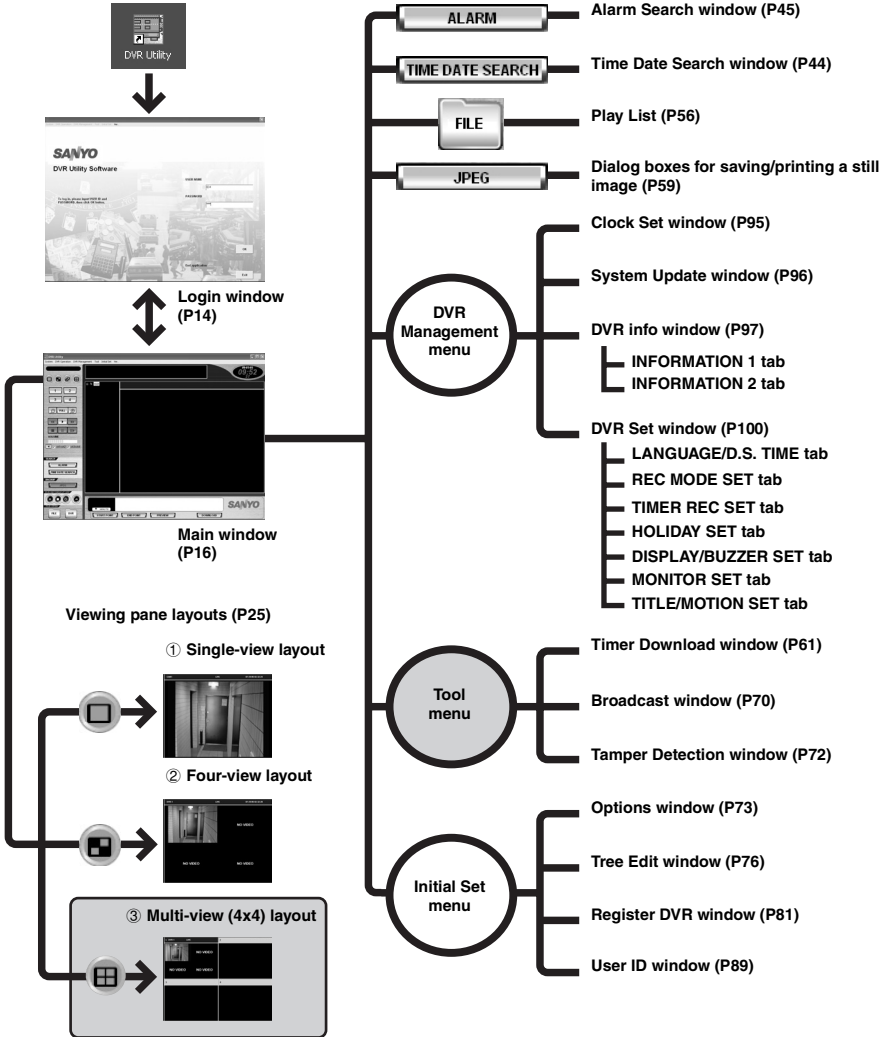 DVR Utility
SANYO
DVR Utility Software
Login window
(P14)
SANYO
Main window
(P16)
Viewing pane layouts (P25)
① Single-view layout
② Four-view layout
NO VIDEO
NO VIDEO
NO VIDEO
③ Multi-view (4x4) layout
NO VIDEO
NO VIDEO
NO VIDEO
ALARM
Alarm Search window (P45)
TIME DATE SEARCH
Time Date Search window (P44)
FILE
Play List (P56)
JPEG
Dialog boxes for saving/printing a still
image (P59)
DVR
Management
menu
Clock Set window (P95)
System Update window (P96)
DVR info window (P97)
INFORMATION 1 tab
INFORMATION 2 tab
DVR Set window (P100)
LANGUAGE/D.S. TIME tab
REC MODE SET tab
TIMER REC SET tab
HOLIDAY SET tab
DISPLAY/BUZZER SET tab
MONITOR SET tab
TITLE/MOTION SET tab
Tool
menu
Timer Download window (P61)
Broadcast window (P70)
Tamper Detection window (P72)
Initial Set
menu
Options window (P73)
Tree Edit window (P76)
Register DVR window (P81)
User ID window (P89)